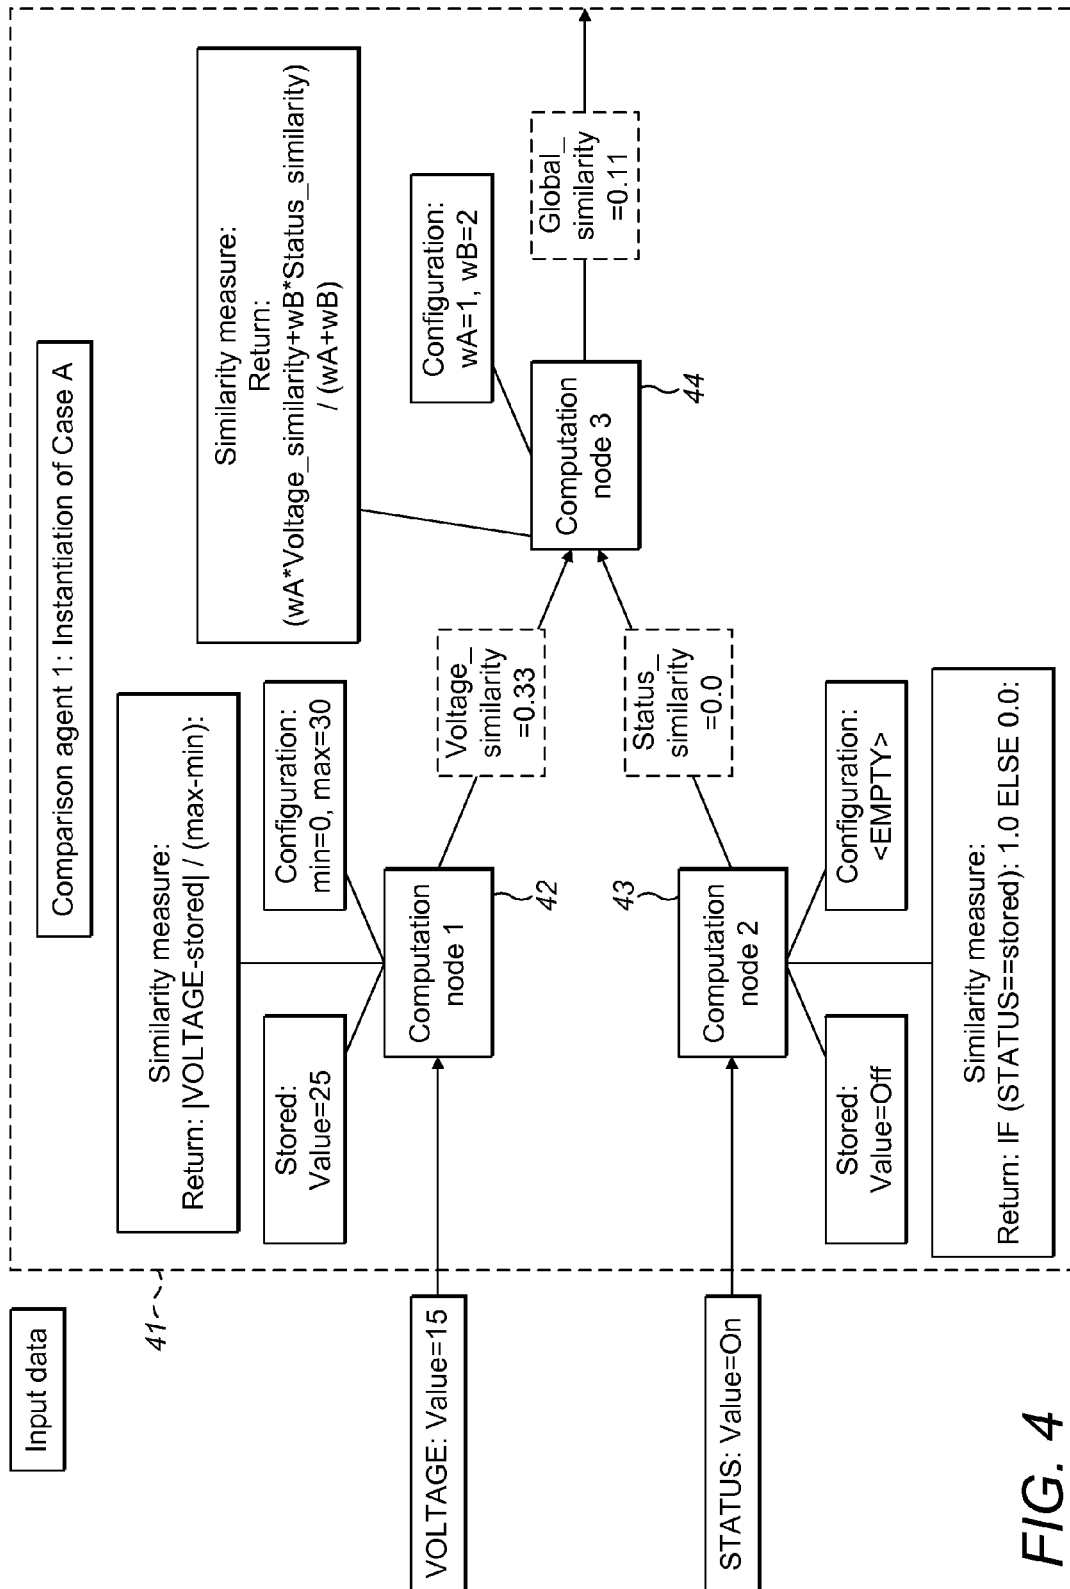 Input data
Comparison agent 1: Instantiation of Case A
41
Similarity measure:
Return: |VOLTAGE-stored| / (max-min):
Stored:
Value=25
Configuration:
min=0, max=30
Similarity measure:
Return:
(wA*Voltage_similarity+wB*Status_similarity)
/ (wA+wB)
VOLTAGE: Value=15
Computation
node 1
42
Voltage_
similarity
=0.33
Configuration:
wA=1, wB=2
Computation
node 3
44
Global_
similarity
=0.11
STATUS: Value=On
Computation
node 2
43
Status_
similarity
=0.0
Stored:
Value=Off
Configuration:
<EMPTY>
Similarity measure:
Return: IF (STATUS==stored): 1.0 ELSE 0.0:
FIG. 4